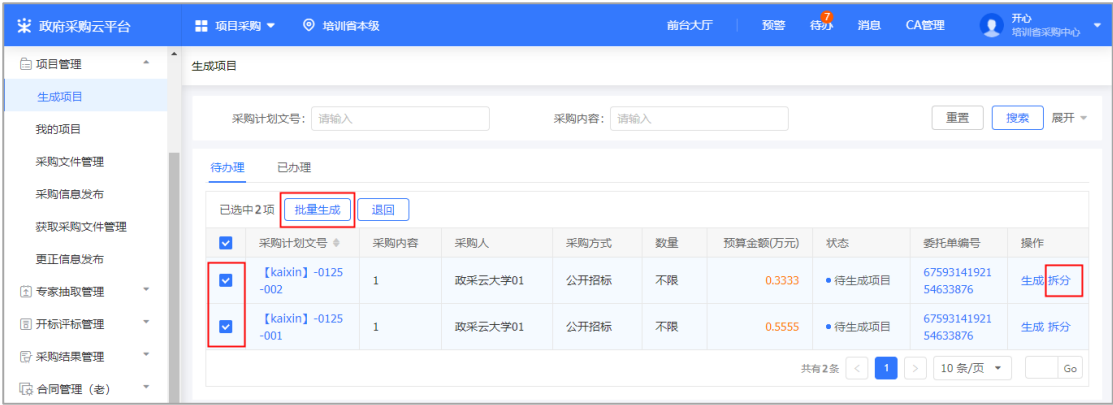 政府采购云平台
项目采购
培训省本级
前台大厅
预警
待办
7
消息
CA管理
开心
培训省采购中心
项目管理
生成项目
我的项目
采购文件管理
采购信息发布
获取采购文件管理
更正信息发布
专家抽取管理
开标评标管理
采购结果管理
合同管理（老）
生成项目
采购计划文号：
请输入
采购内容：
请输入
重置
搜索
展开
待办理
已办理
已选中2项
批量生成
退回
采购计划文号 采购内容 采购人 采购方式 数量 预算金额(万元) 状态 委托单编号 操作
【kaixin】-0125 67593141921
1 政采云大学01 公开招标 不限 0.3333 待生成项目 生成 拆分
-002 54633876
【kaixin】-0125 67593141921
1 政采云大学01 公开招标 不限 0.5555 待生成项目 生成 拆分
-001 54633876
共有2条 < 1 > 10 条/页 Go